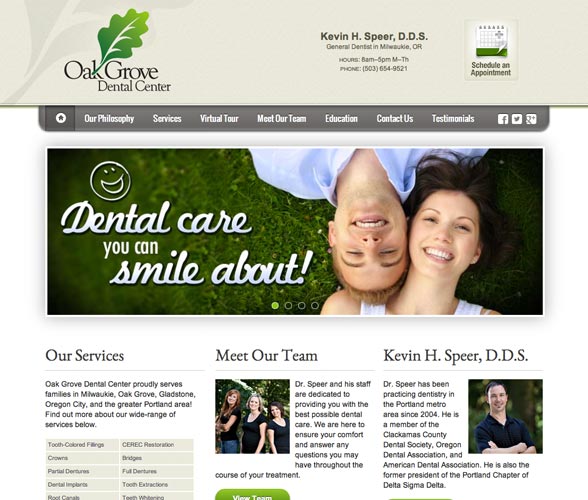 Oak Grove
Dental Center
Kevin H. Speer, D.D.S.
General Dentist in Milwaukie, OR
HOURS: 8am–5pm M–Th
PHONE: (503) 654-9521
Schedule an
Appointment
Our Philosophy Services Virtual Tour Meet Our Team Education Contact Us Testimonials
Dental care
you can
smile about!
Our Services
Oak Grove Dental Center proudly serves
families in Milwaukie, Oak Grove, Gladstone,
Oregon City, and the greater Portland area!
Find out more about our wide-range of
services below.
Tooth-Colored Fillings CEREC Restoration
Crowns Bridges
Partial Dentures Full Dentures
Dental Implants Tooth Extractions
Root Canals Teeth Whitening
Meet Our Team
Dr. Speer and his staff
are dedicated to
providing you with the
best possible dental
care. We are here to
ensure your comfort
and answer any
questions you may
have throughout the
course of your treatment.
View Team
Kevin H. Speer, D.D.S.
Dr. Speer has been
practicing dentistry in
the Portland metro
area since 2004. He is
a member of the
Clackamas County
Dental Society, Oregon
Dental Association, and
American Dental Association. He is also the
former president of the Portland Chapter of
Delta Sigma Delta.